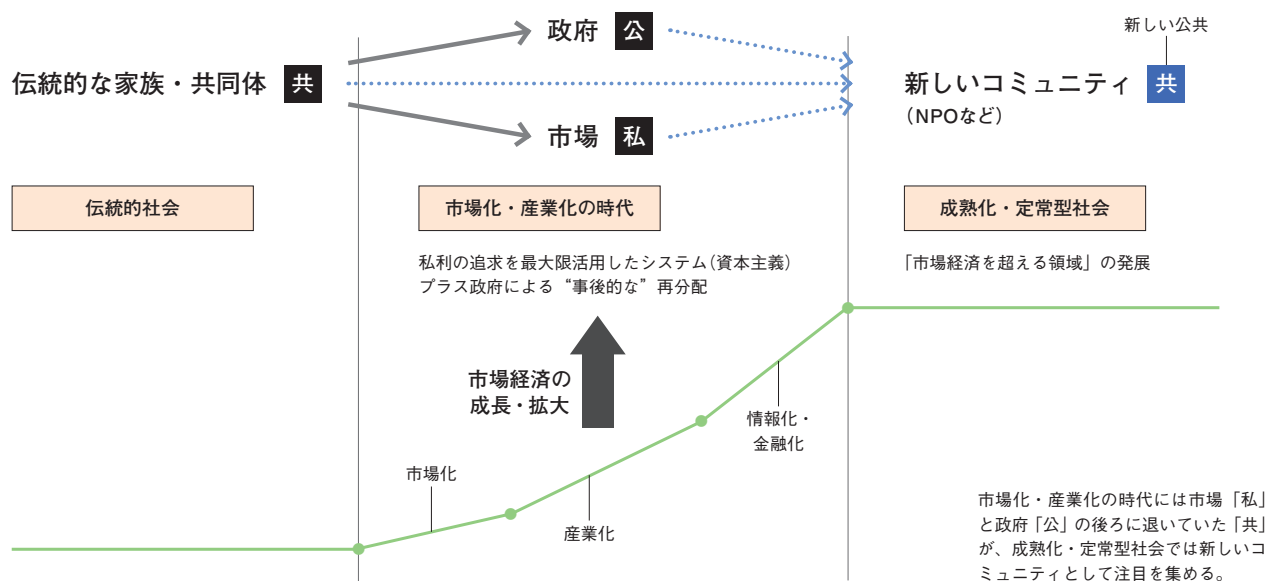 新しい公共
政府 公
伝統的な家族・共同体 共
新しいコミュニティ 共
（NPOなど）
市場 私
伝統的社会
市場化・産業化の時代
成熟化・定常型社会
私利の追求を最大限活用したシステム（資本主義）
プラス政府による “事後的な” 再分配
「市場経済を超える領域」の発展
市場経済の
成長・拡大
市場化
産業化
情報化・
金融化
市場化・産業化の時代には市場「私」
と政府「公」の後ろに退いていた「共」
が、成熟化・定常型社会では新しいコ
ミュニティとして注目を集める。